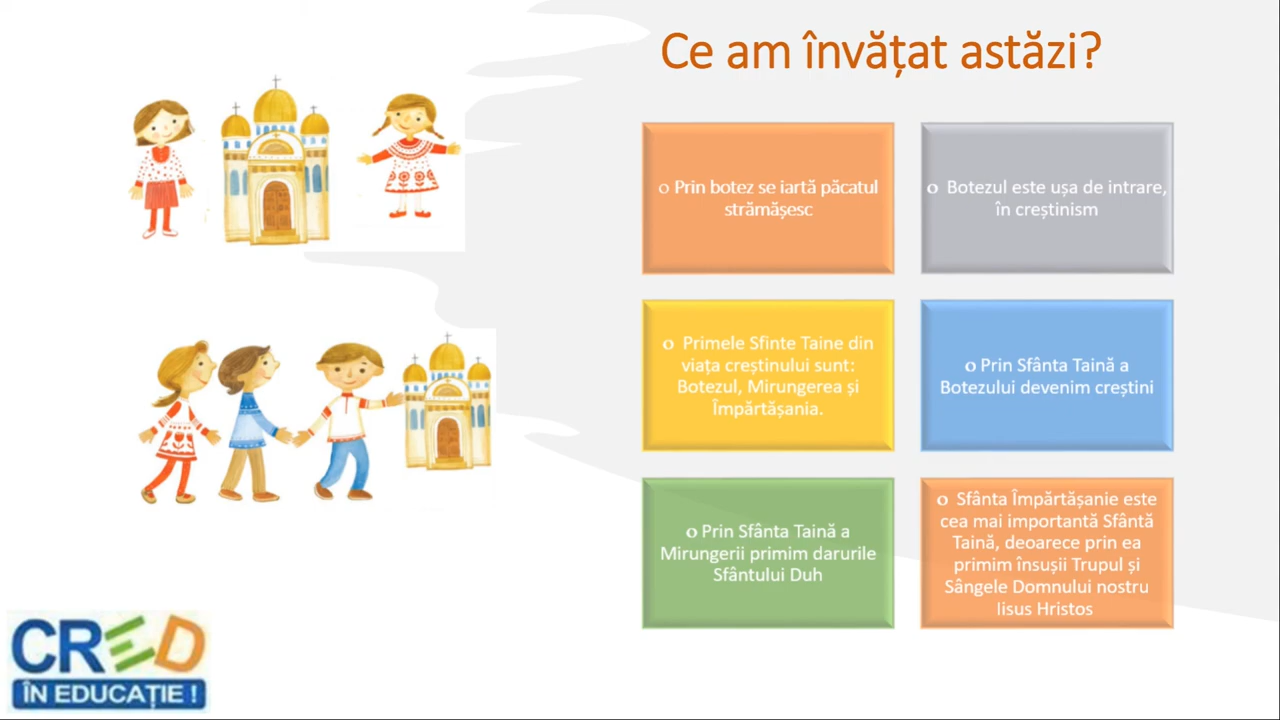 Ce am învățat astăzi?
o Prin botez se iartă păcatul
strămășesc
o Botezul este ușa de intrare,
în creștinism
o Primele Sfinte Taine din
viața creștinului sunt:
Botezul, Mirungerea și
Împărtășania.
o Prin Sfânta Taină a
Botezului devenim creștini
o Prin Sfânta Taină a
Mirungerii primim darurile
Sfântului Duh
o Sfânta Împărtășanie este
cea mai importantă Sfântă
Taină, deoarece prin ea
primim însușii Trupul și
Sângele Domnului nostru
Iisus Hristos
CRED
ÎN EDUCAȚIE !